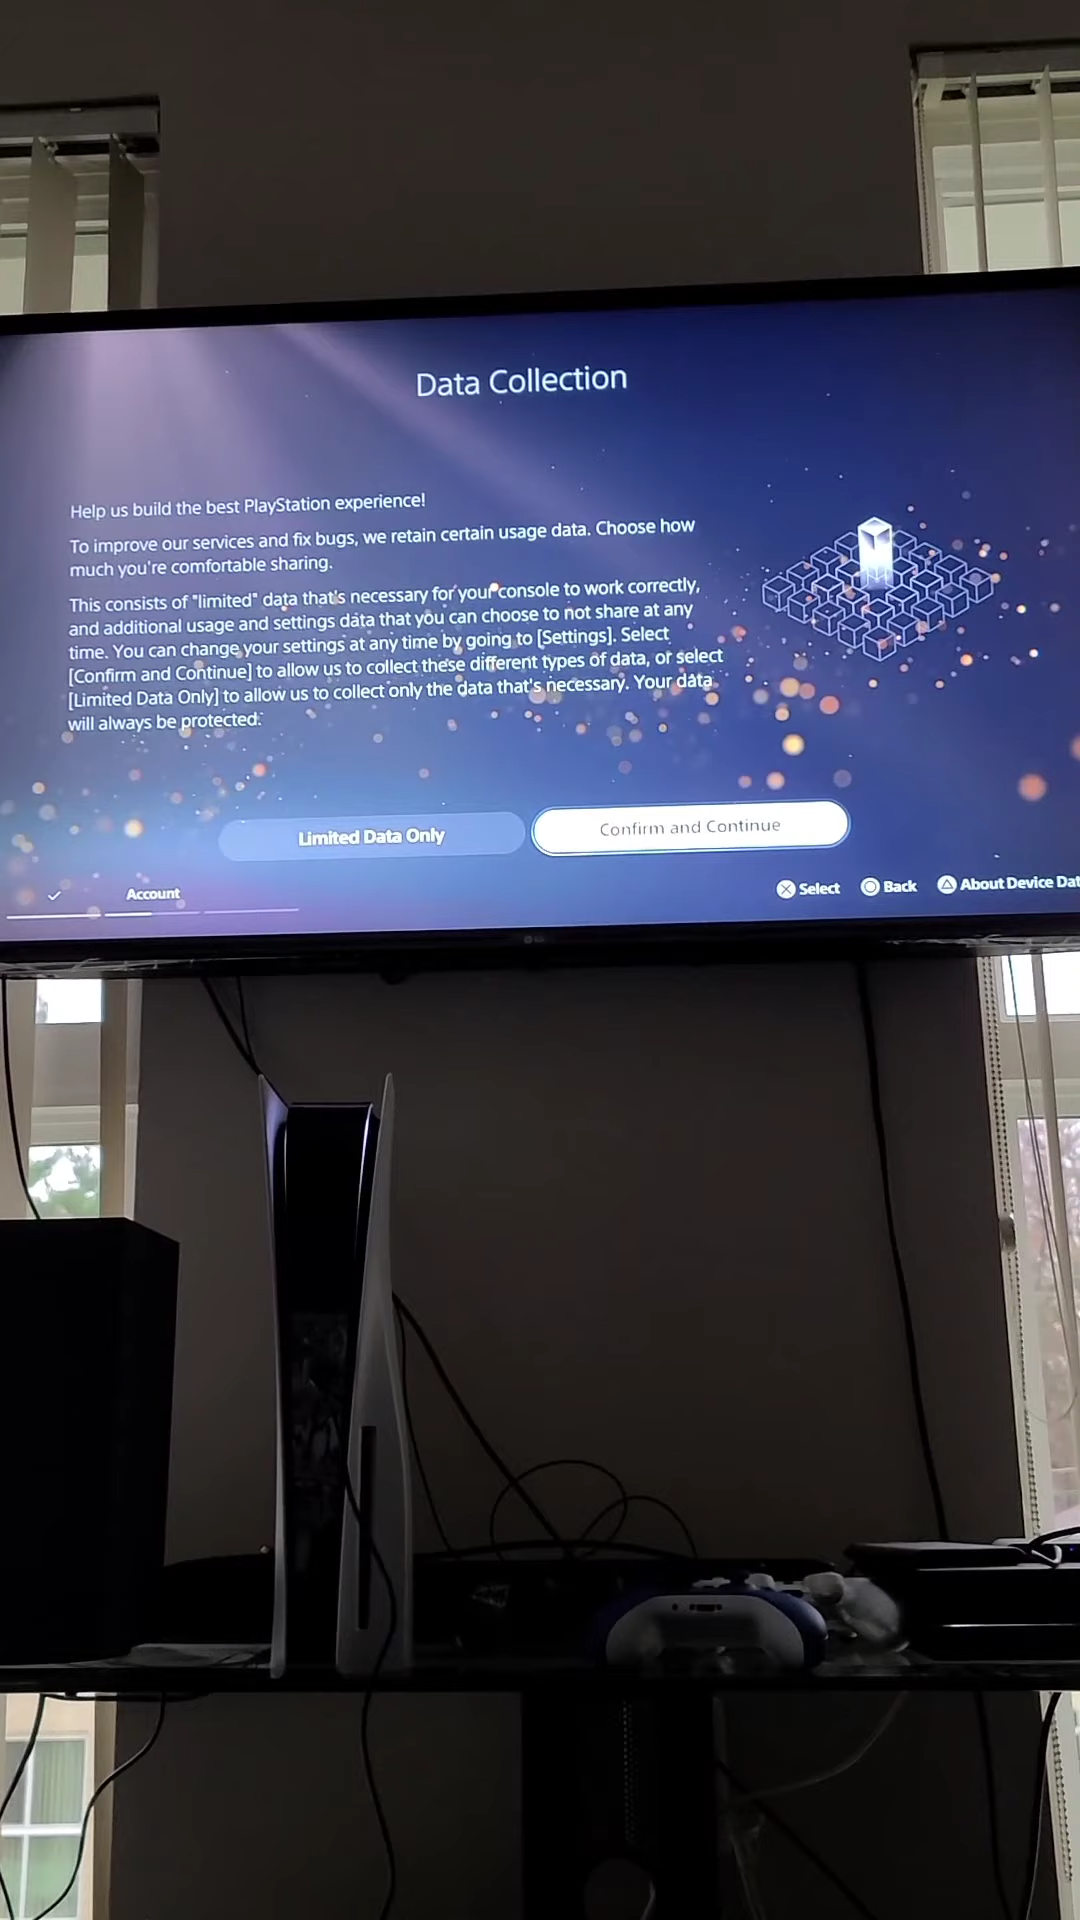 Data Collection
Help us build the best PlayStation experience!
To improve our services and fix bugs, we retain certain usage data. Choose how
much you're comfortable sharing.
This consists of "limited" data that's necessary for your console to work correctly,
and additional usage and settings data that you can choose to not share at any
time. You can change your settings at any time by going to [Settings]. Select
[Confirm and Continue] to allow us to collect these different types of data, or select
[Limited Data Only] to allow us to collect only the data that's necessary. Your data
will always be protected.
Limited Data Only
Confirm and Continue
Account
Select
Back
About Device Dat
LG